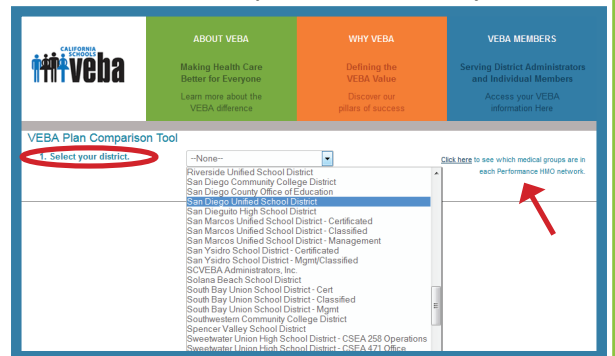 CALIFORNIA
SCHOOLS
veba
ABOUT VEBA
Making Health Care
Better for Everyone
Learn more about the
VEBA difference
WHY VEBA
Defining the
VEBA Value
Discover our
pillars of success
VEBA MEMBERS
Serving District Administrators
and Individual Members
Access your VEBA
information Here
VEBA Plan Comparison Tool
1. Select your district.
--None--
Click here to see which medical groups are in
each Performance HMO network.
Riverside Unified School District
San Diego Community College District
San Diego County Office of Education
San Diego Unified School District
San Dieguito High School District
San Marcos Unified School District - Certificated
San Marcos Unified School District - Classified
San Marcos Unified School District - Management
San Ysidro School District - Certificated
San Ysidro School District - Mgmt/Classified
SCVEBA Administrators, Inc.
Solana Beach School District
South Bay Union School District - Cert
South Bay Union School District - Classified
South Bay Union School District - Mgmt
Southwestern Community College District
Spencer Valley School District
Sweetwater Union High School District - CSEA 258 Operations
Sweetwater Union High School District - CSEA 471 Office